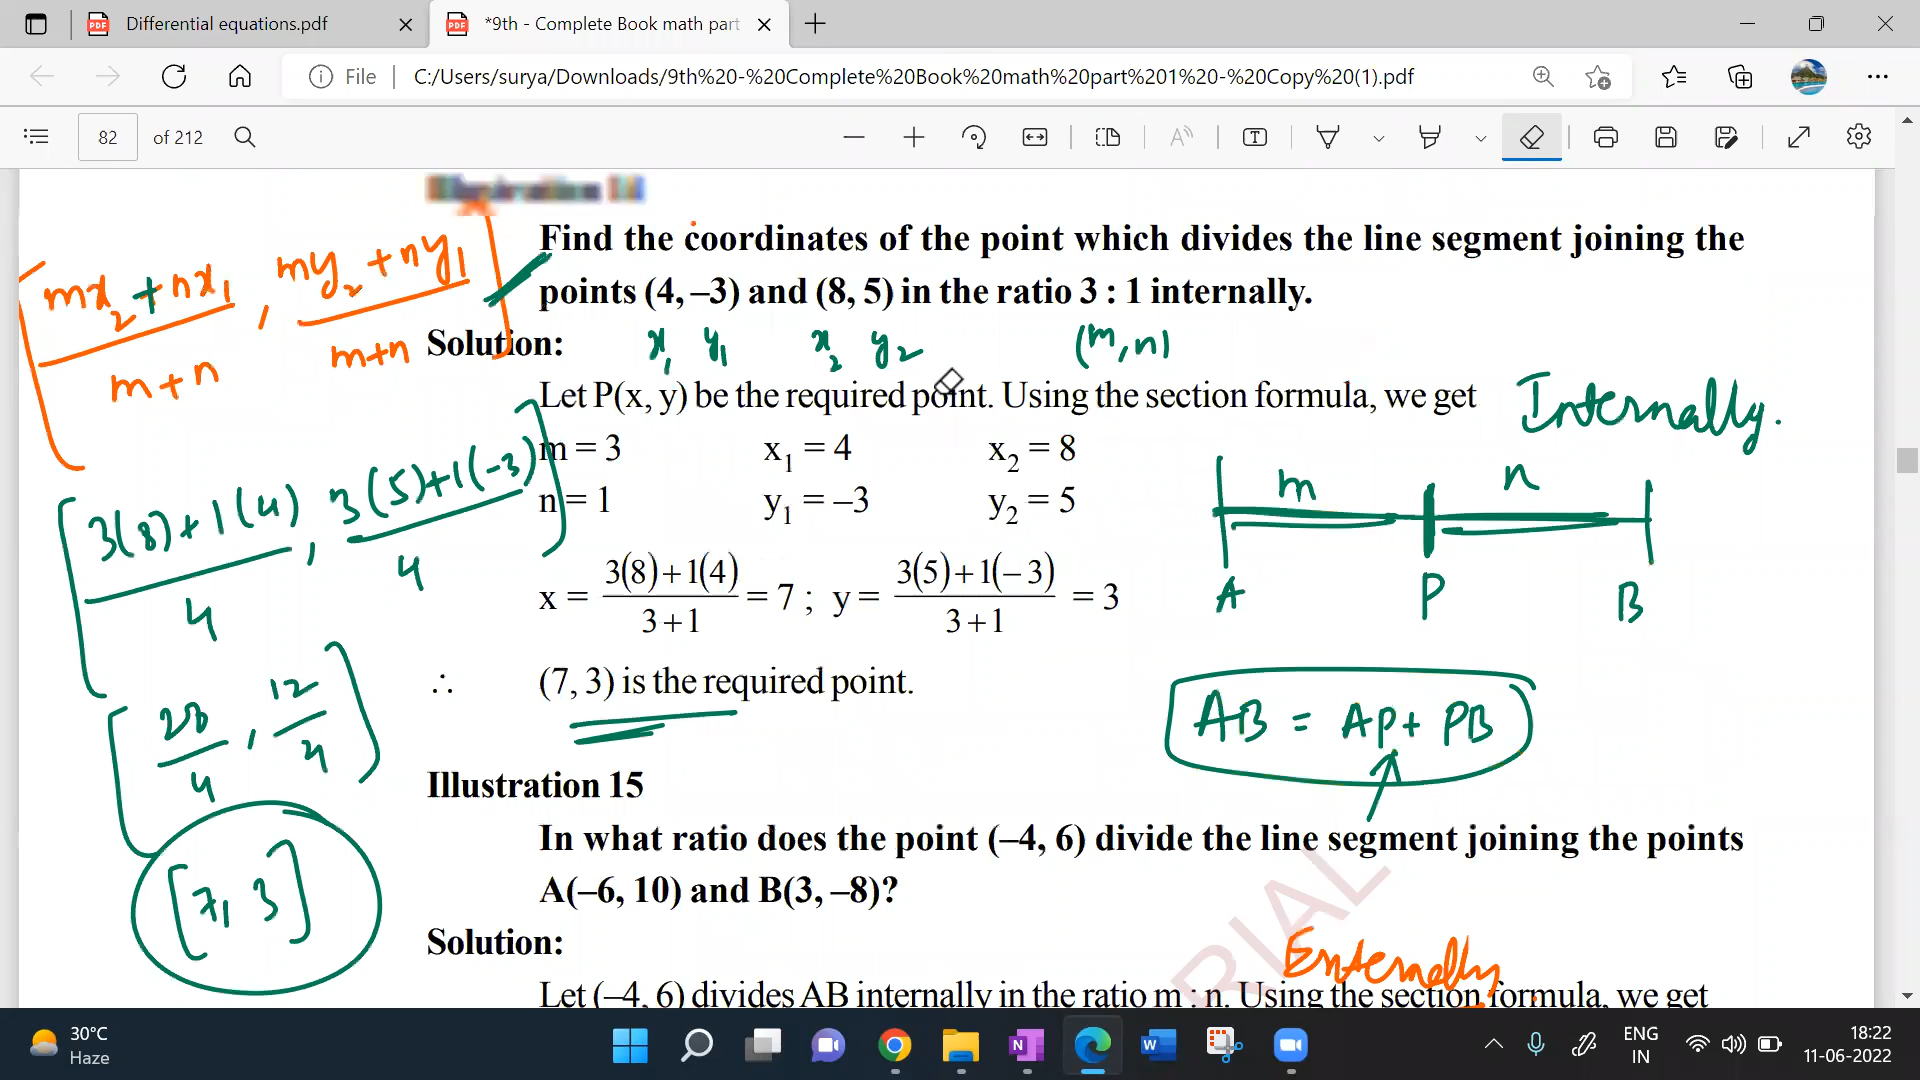 Differential equations.pdf
*9th - Complete Book math part
File
C:/Users/surya/Downloads/9th%20-%20Complete%20Book%20math%20part%201%20-%20Copy%20(1).pdf
82 of 212
Illustration 14
Find the coordinates of the point which divides the line segment joining the
points (4, –3) and (8, 5) in the ratio 3 : 1 internally.
Solution:
x₁ y₁ x₂ y₂ (m, n)
[mx₂ + nx₁ / m + n , my₂ + ny₁ / m+n]
Let P(x, y) be the required point. Using the section formula, we get
m = 3 x₁ = 4 x₂ = 8
n = 1 y₁ = –3 y₂ = 5
x = 3(8)+1(4) / 3+1 = 7 ; y = 3(5)+1(–3) / 3+1 = 3
∴ (7, 3) is the required point.
[3(8)+1(4) / 4 , 3(5)+1(-3) / 4]
[28/4 , 12/4]
[7, 3]
Internally.
m n
A P B
AB = AP + PB
Illustration 15
In what ratio does the point (–4, 6) divide the line segment joining the points
A(–6, 10) and B(3, –8)?
Solution:
RIAL
Externally
Let (–4, 6) divides AB internally in the ratio m : n. Using the section formula, we get
30°C
Haze
ENG
IN
18:22
11-06-2022